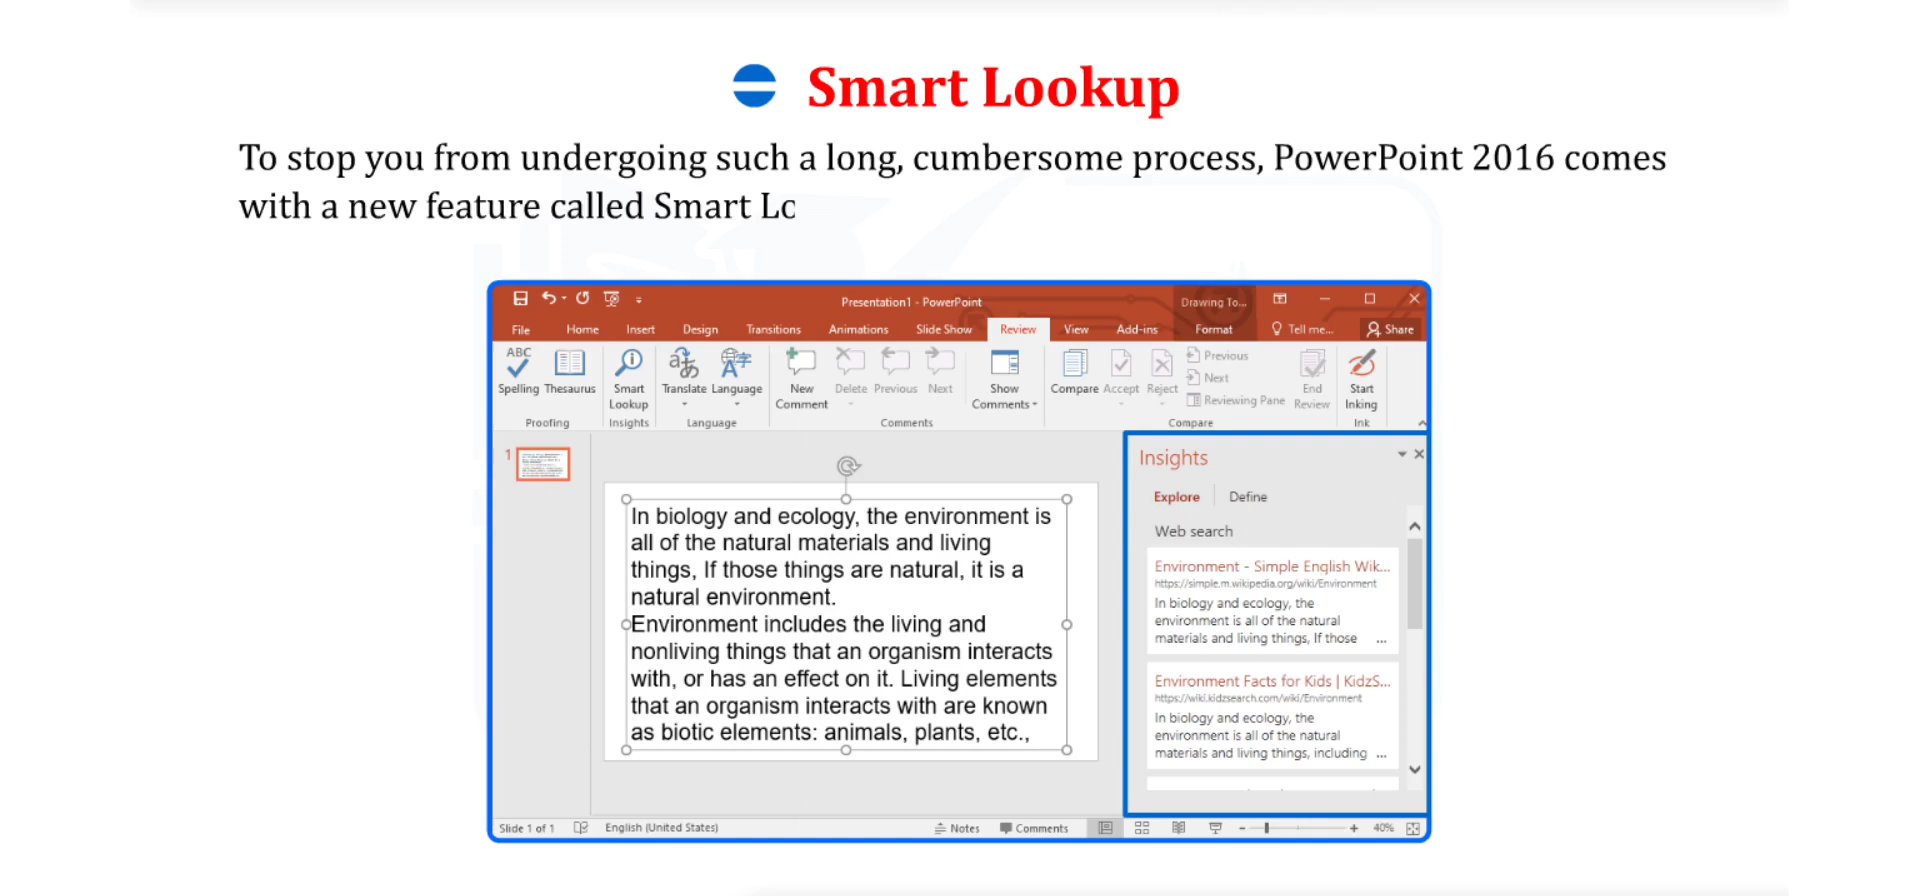 Smart Lookup
To stop you from undergoing such a long, cumbersome process, PowerPoint 2016 comes
with a new feature called Smart Lo
Presentation1 - PowerPoint
Drawing To...
File Home Insert Design Transitions Animations Slide Show Review View Add-ins Format Tell me... Share
ABC
Spelling Thesaurus
Proofing
Smart
Lookup
Insights
Translate Language
Language
New
Comment
Delete Previous Next
Show
Comments
Comments
Compare Accept Reject
Previous
Next
Reviewing Pane
End
Review
Compare
Start
Inking
Ink
1
In biology and ecology, the environment is
all of the natural materials and living
things, If those things are natural, it is a
natural environment.
Environment includes the living and
nonliving things that an organism interacts
with, or has an effect on it. Living elements
that an organism interacts with are known
as biotic elements: animals, plants, etc.,
Insights
Explore Define
Web search
Environment - Simple English Wik...
https://simple.m.wikipedia.org/wiki/Environment
In biology and ecology, the
environment is all of the natural
materials and living things, If those ...
Environment Facts for Kids | KidzS...
https://wiki.kidzsearch.com/wiki/Environment
In biology and ecology, the
environment is all of the natural
materials and living things, including ...
Slide 1 of 1 English (United States) Notes Comments 40%